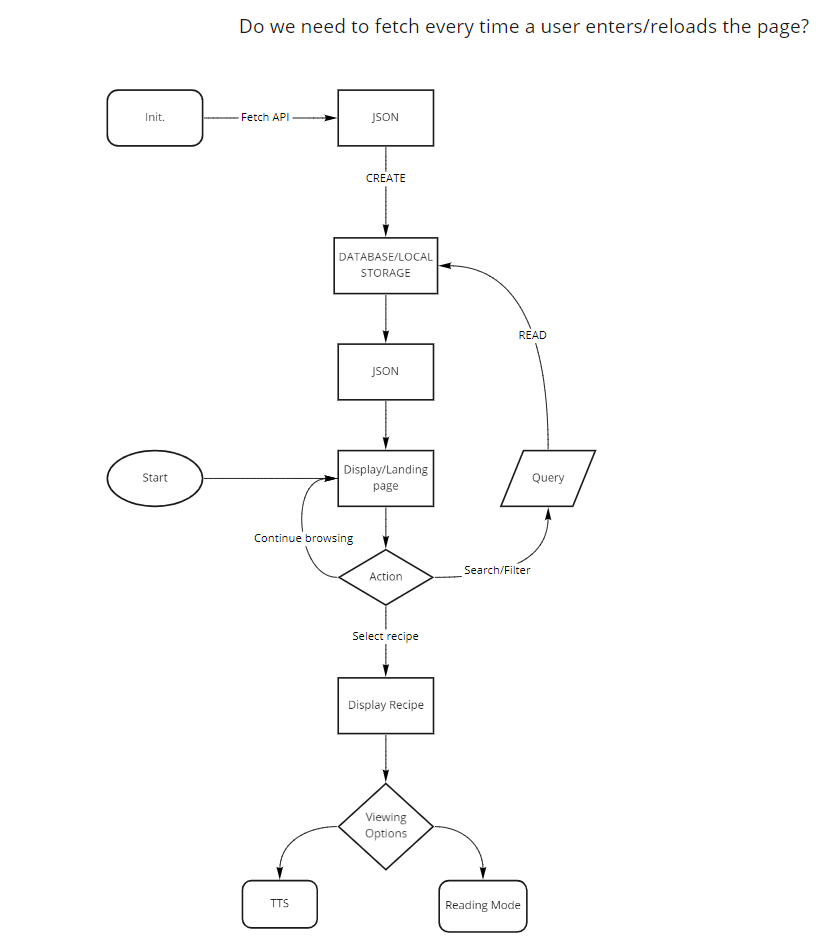 Do we need to fetch every time a user enters/reloads the page?
Init.
Fetch API
JSON
CREATE
DATABASE/LOCAL
STORAGE
READ
JSON
Start
Display/Landing
page
Query
Continue browsing
Action
Search/Filter
Select recipe
Display Recipe
Viewing
Options
TTS
Reading Mode